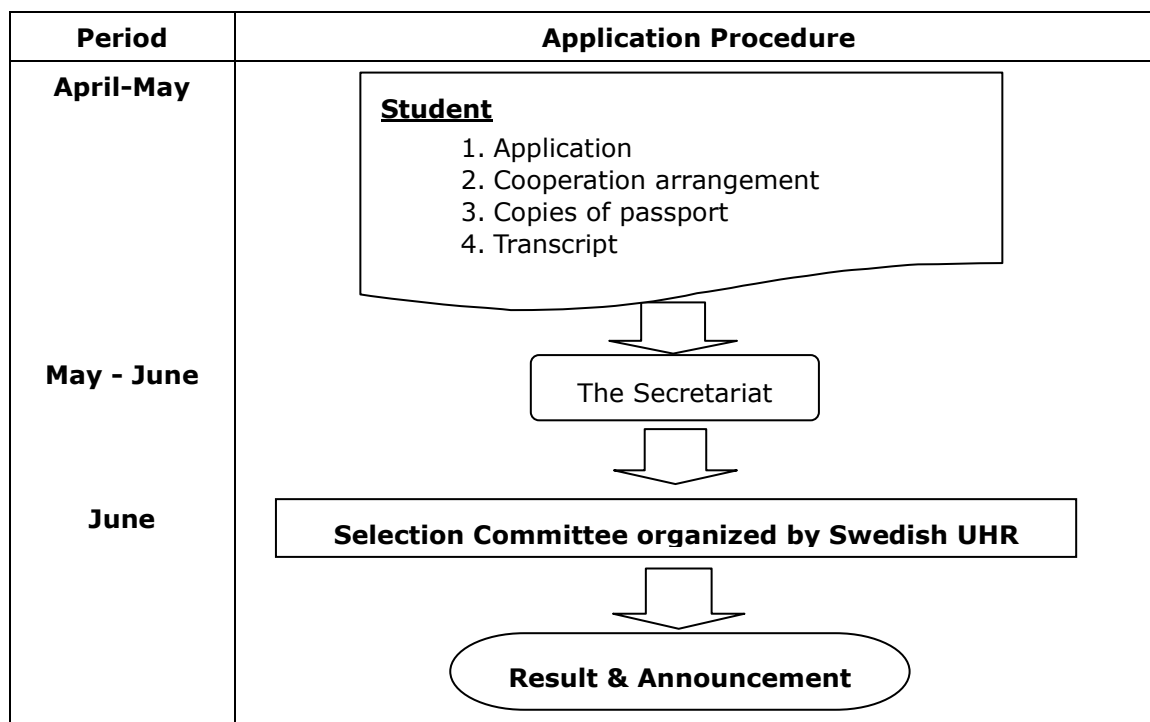 Period
Application Procedure
April-May
Student
1. Application
2. Cooperation arrangement
3. Copies of passport
4. Transcript
May - June
The Secretariat
June
Selection Committee organized by Swedish UHR
Result & Announcement